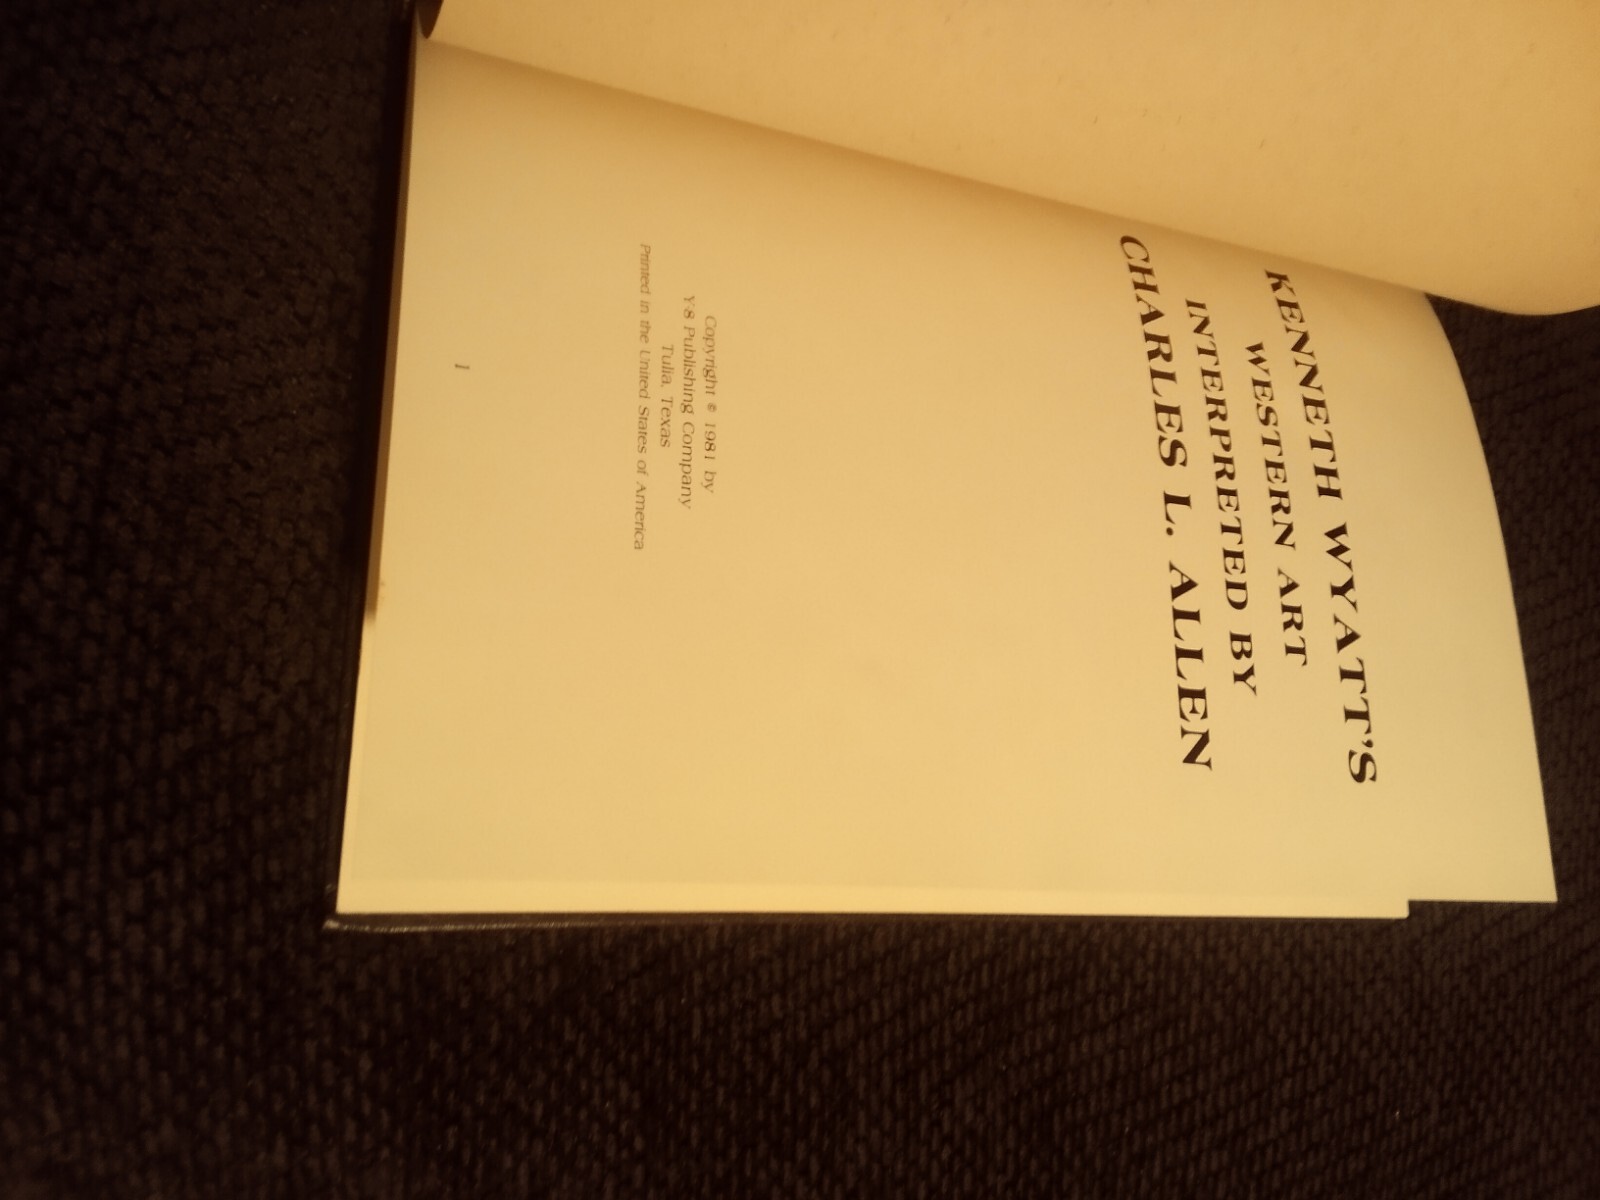 KENNETH WYATT'S
WESTERN ART
INTERPRETED BY
CHARLES L. ALLEN
Copyright © 1981 by
Y-8 Publishing Company
Tulia, Texas
Printed in the United States of America
1